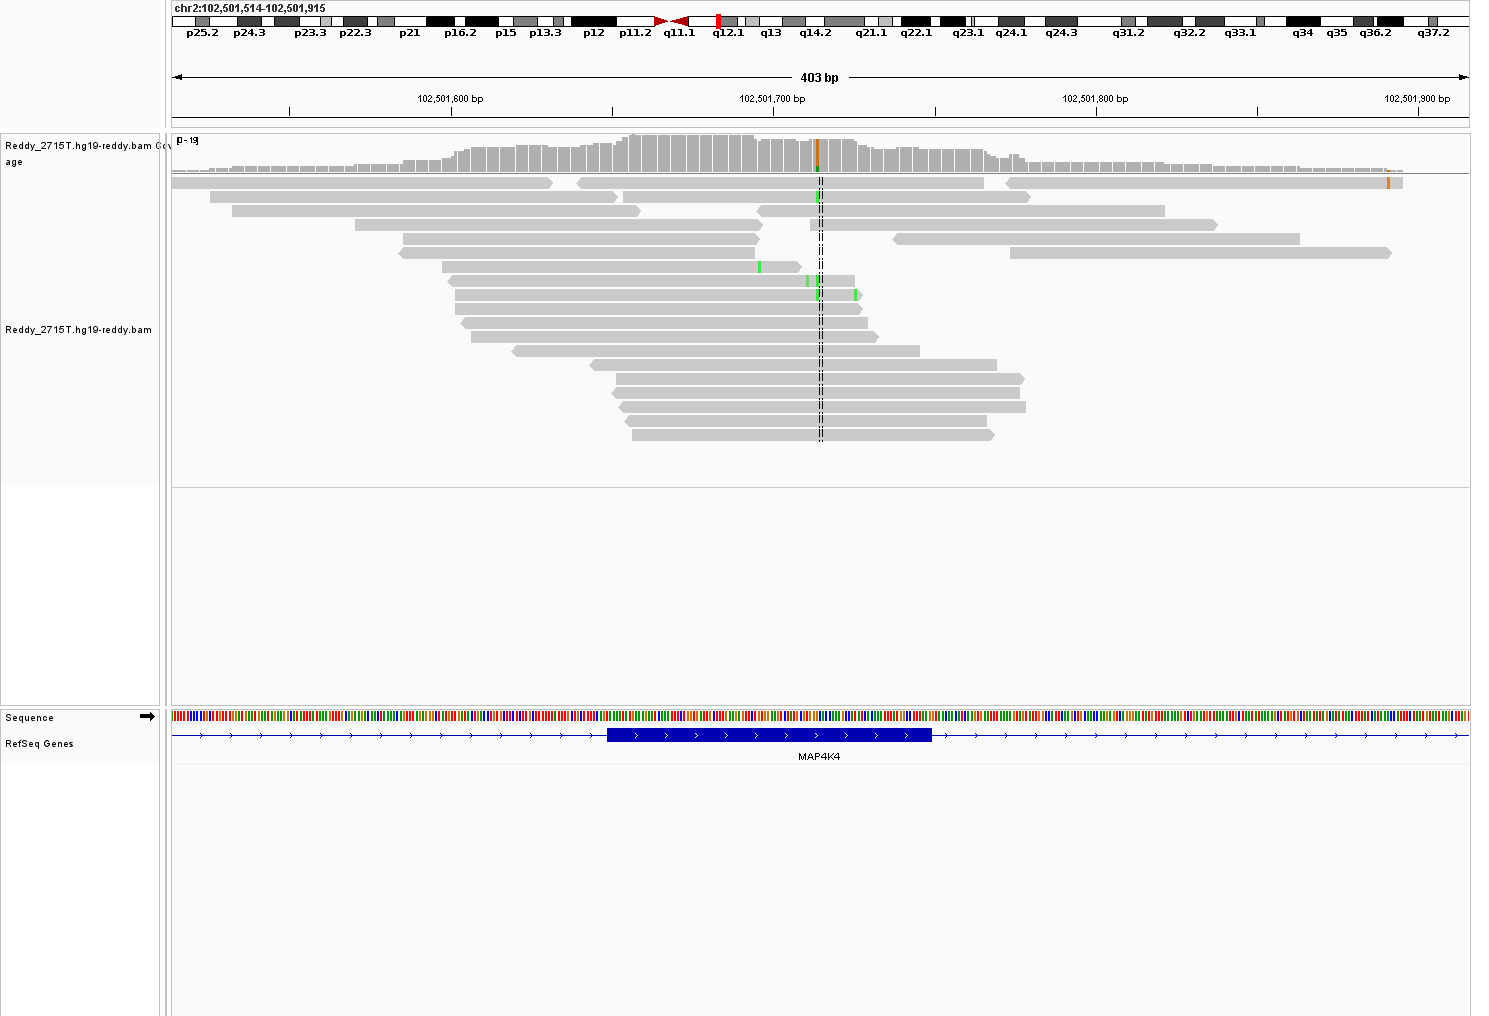 chr2:102,501,514-102,501,915
p25.2 p24.3 p23.3 p22.3 p21 p16.2 p15 p13.3 p12 p11.2 q11.1 q12.1 q13 q14.2 q21.1 q22.1 q23.1 q24.1 q24.3 q31.2 q32.2 q33.1 q34 q35 q36.2 q37.2
403 bp
102,501,600 bp 102,501,700 bp 102,501,800 bp 102,501,900 bp
[0 - 19]
Reddy_2715T.hg19-reddy.bam Cov
age
Reddy_2715T.hg19-reddy.bam
Sequence
RefSeq Genes
MAP4K4